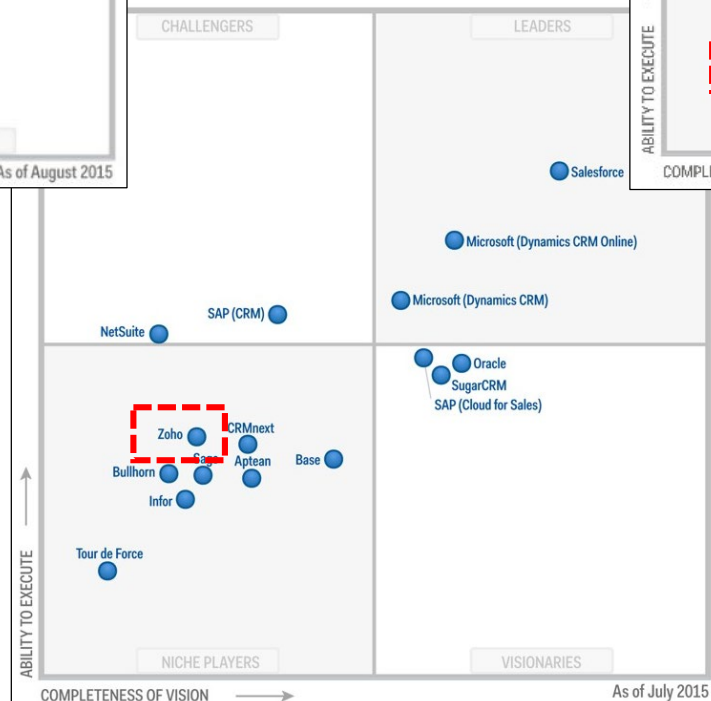 CHALLENGERS
LEADERS
ABILITY TO EXECUTE
As of August 2015
Salesforce
Microsoft (Dynamics CRM Online)
Microsoft (Dynamics CRM)
SAP (CRM)
NetSuite
Oracle
SugarCRM
SAP (Cloud for Sales)
Zoho
CRMnext
Sage
Aptean
Base
Bullhorn
Infor
Tour de Force
ABILITY TO EXECUTE
NICHE PLAYERS
VISIONARIES
COMPLETENESS OF VISION
As of July 2015